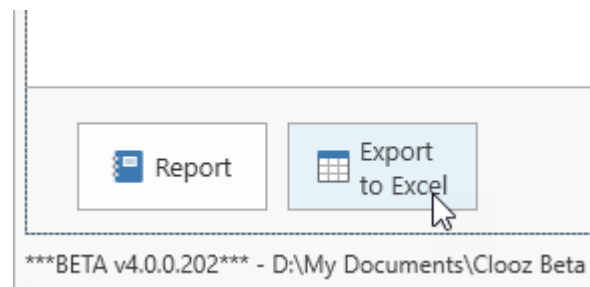 Report
Export
to Excel
***BETA v4.0.0.202*** - D:\My Documents\Clooz Beta